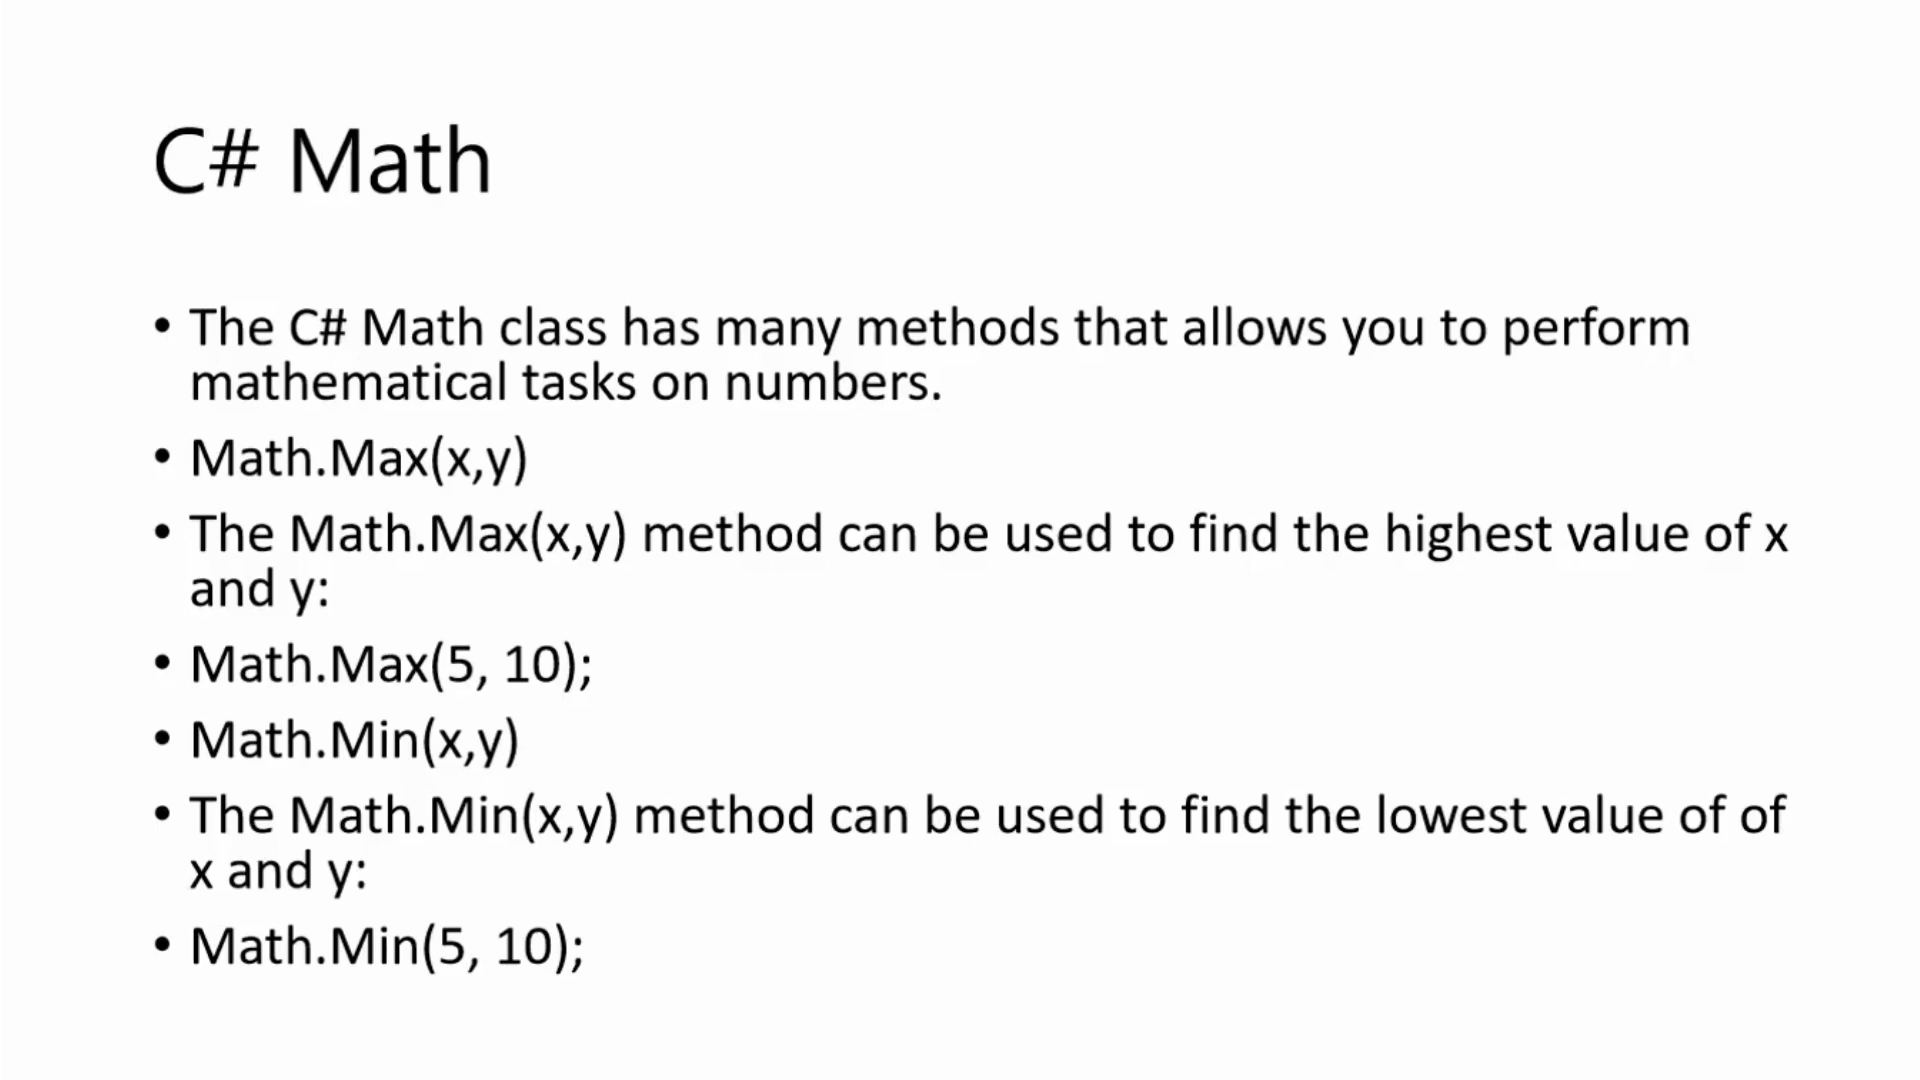 C# Math
• The C# Math class has many methods that allows you to perform
mathematical tasks on numbers.
• Math.Max(x,y)
• The Math.Max(x,y) method can be used to find the highest value of x
and y:
• Math.Max(5, 10);
• Math.Min(x,y)
• The Math.Min(x,y) method can be used to find the lowest value of of
x and y:
• Math.Min(5, 10);